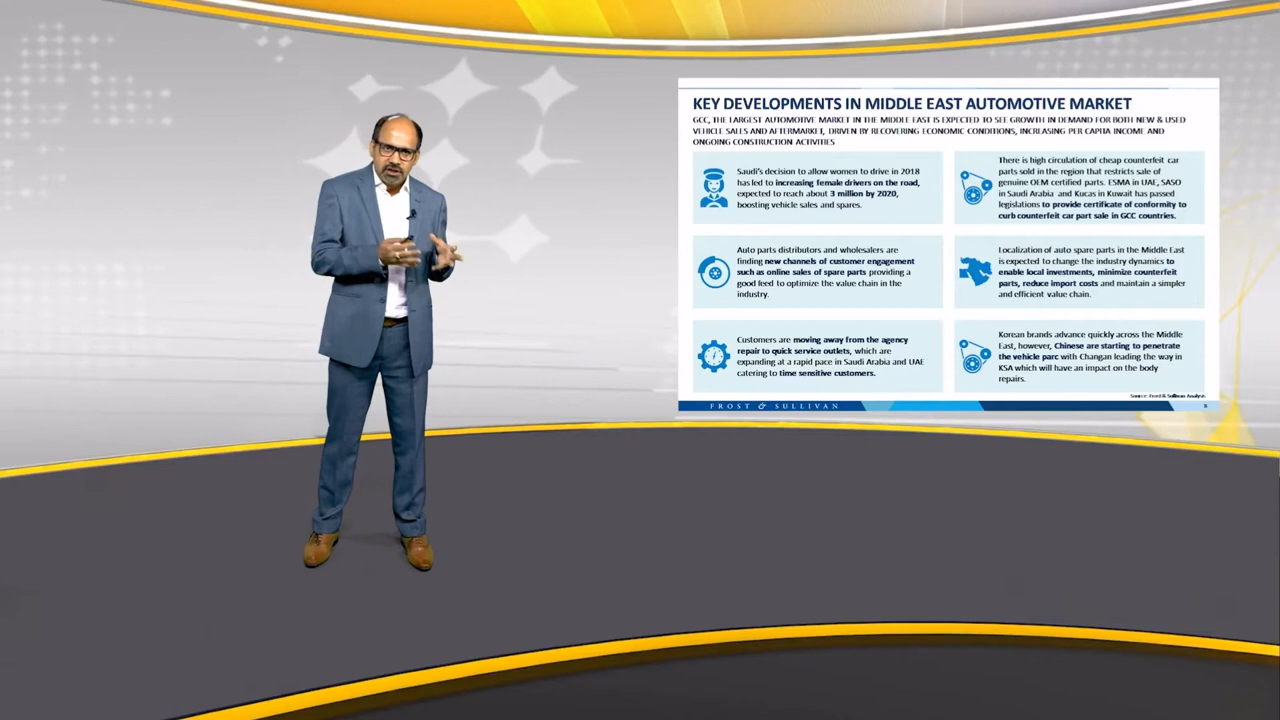 KEY DEVELOPMENTS IN MIDDLE EAST AUTOMOTIVE MARKET
GCC, THE LARGEST AUTOMOTIVE MARKET IN THE MIDDLE EAST IS EXPECTED TO SEE GROWTH IN DEMAND FOR BOTH NEW & USED
VEHICLE SALES AND AFTERMARKET, DRIVEN BY RECOVERING ECONOMIC CONDITIONS, INCREASING PER CAPITA INCOME AND
ONGOING CONSTRUCTION ACTIVITIES
Saudi's decision to allow women to drive in 2018
has led to increasing female drivers on the road,
expected to reach about 3 million by 2020,
boosting vehicle sales and spares.
There is high circulation of cheap counterfeit car
parts sold in the region that restricts sale of
genuine OEM certified parts. ESMA in UAE, SASO
in Saudi Arabia and Kucas in Kuwait has passed
legislations to provide certificate of conformity to
curb counterfeit car part sale in GCC countries.
Auto parts distributors and wholesalers are
finding new channels of customer engagement
such as online sales of spare parts providing a
good feed to optimize the value chain in the
industry.
Localization of auto spare parts in the Middle East
is expected to change the industry dynamics to
enable local investments, minimize counterfeit
parts, reduce import costs and maintain a simpler
and efficient value chain.
Customers are moving away from the agency
repair to quick service outlets, which are
expanding at a rapid pace in Saudi Arabia and UAE
catering to time sensitive customers.
Korean brands advance quickly across the Middle
East, however, Chinese are starting to penetrate
the vehicle parc with Changan leading the way in
KSA which will have an impact on the body
repairs.
Source: Frost & Sullivan Analysis
FROST & SULLIVAN